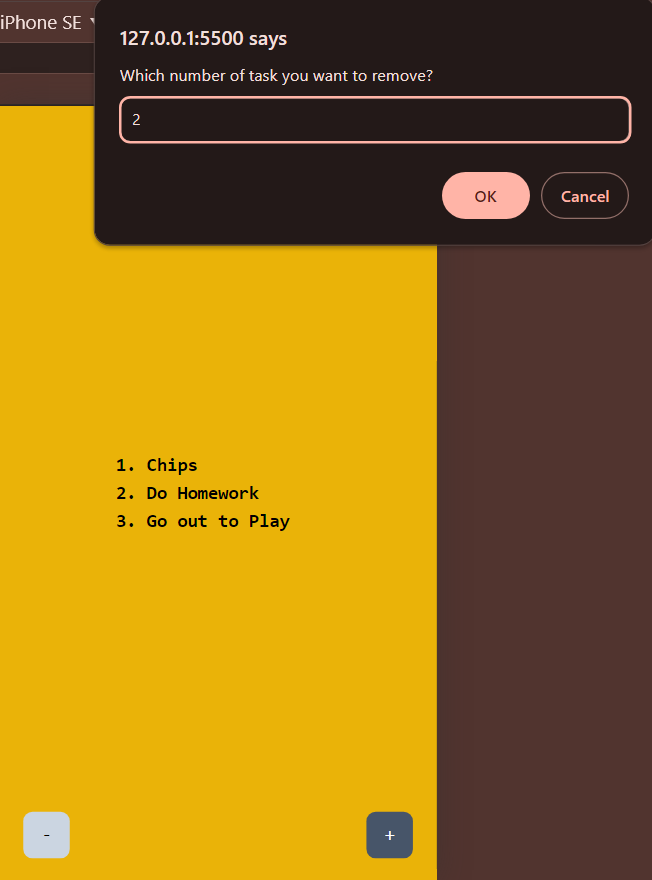 iPhone SE
127.0.0.1:5500 says
Which number of task you want to remove?
2
OK
Cancel
1. Chips
2. Do Homework
3. Go out to Play
-
+